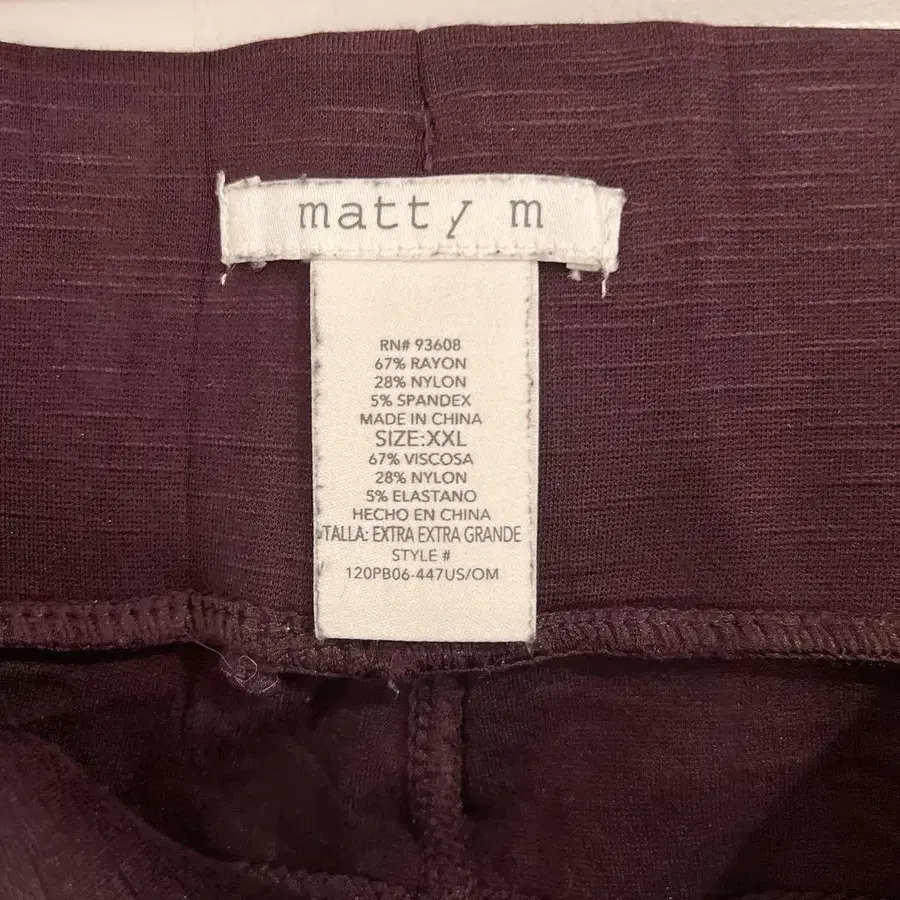 matty m
RN# 93608
67% RAYON
28% NYLON
5% SPANDEX
MADE IN CHINA
SIZE:XXL
67% VISCOSA
28% NYLON
5% ELASTANO
HECHO EN CHINA
TALLA: EXTRA EXTRA GRANDE
STYLE #
120PB06-447US/OM